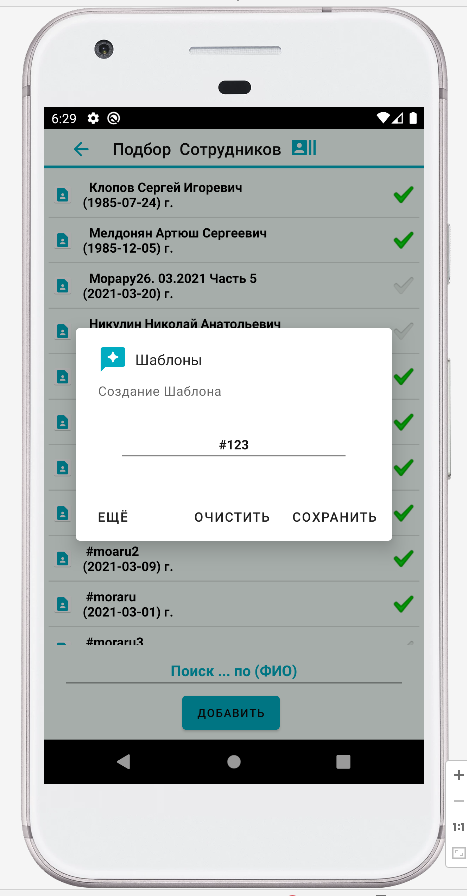 6:29
Подбор Сотрудников
Клопов Сергей Игоревич
(1985-07-24) г.
Мелдонян Артюш Сергеевич
(1985-12-05) г.
Морару26. 03.2021 Часть 5
(2021-03-20) г.
Никулин Николай Анатольевич
Шаблоны
Создание Шаблона
#123
ЕЩЁ
ОЧИСТИТЬ
СОХРАНИТЬ
#moaru2
(2021-03-09) г.
#moraru
(2021-03-01) г.
#moraru3
Поиск ... по (ФИО)
ДОБАВИТЬ
1:1